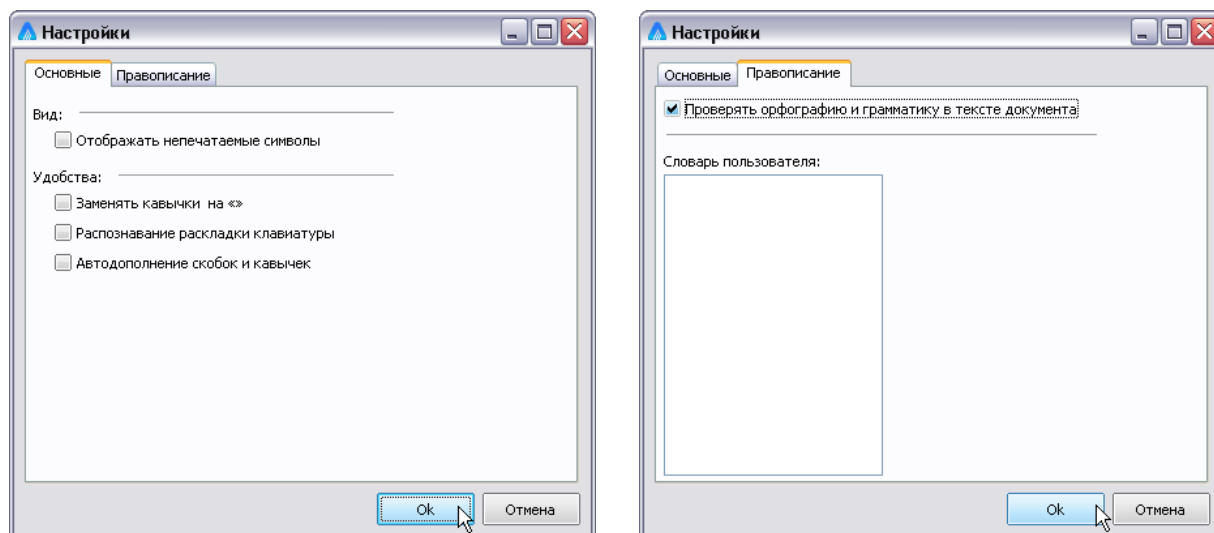 Настройки
Основные Правописание
Вид:
Отображать непечатаемые символы
Удобства:
Заменять кавычки на «»
Распознавание раскладки клавиатуры
Автодополнение скобок и кавычек
Ok Отмена
Настройки
Основные Правописание
Проверять орфографию и грамматику в тексте документа
Словарь пользователя:
Ok Отмена